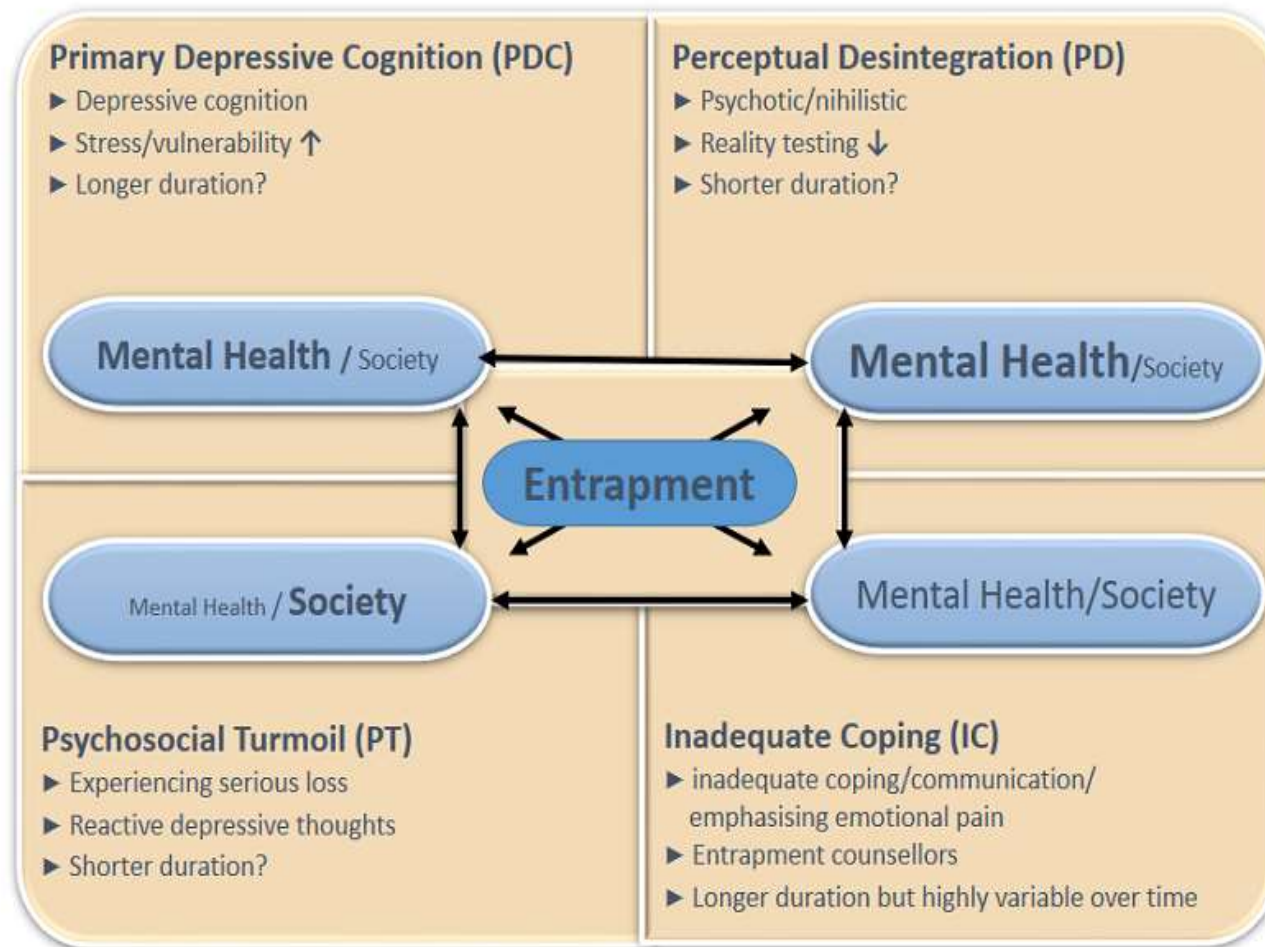 Primary Depressive Cognition (PDC)
► Depressive cognition
► Stress/vulnerability ↑
► Longer duration?
Mental Health / Society
Perceptual Desintegration (PD)
► Psychotic/nihilistic
► Reality testing ↓
► Shorter duration?
Mental Health/Society
Entrapment
Mental Health / Society
Psychosocial Turmoil (PT)
► Experiencing serious loss
► Reactive depressive thoughts
► Shorter duration?
Mental Health/Society
Inadequate Coping (IC)
► inadequate coping/communication/
emphasising emotional pain
► Entrapment counsellors
► Longer duration but highly variable over time